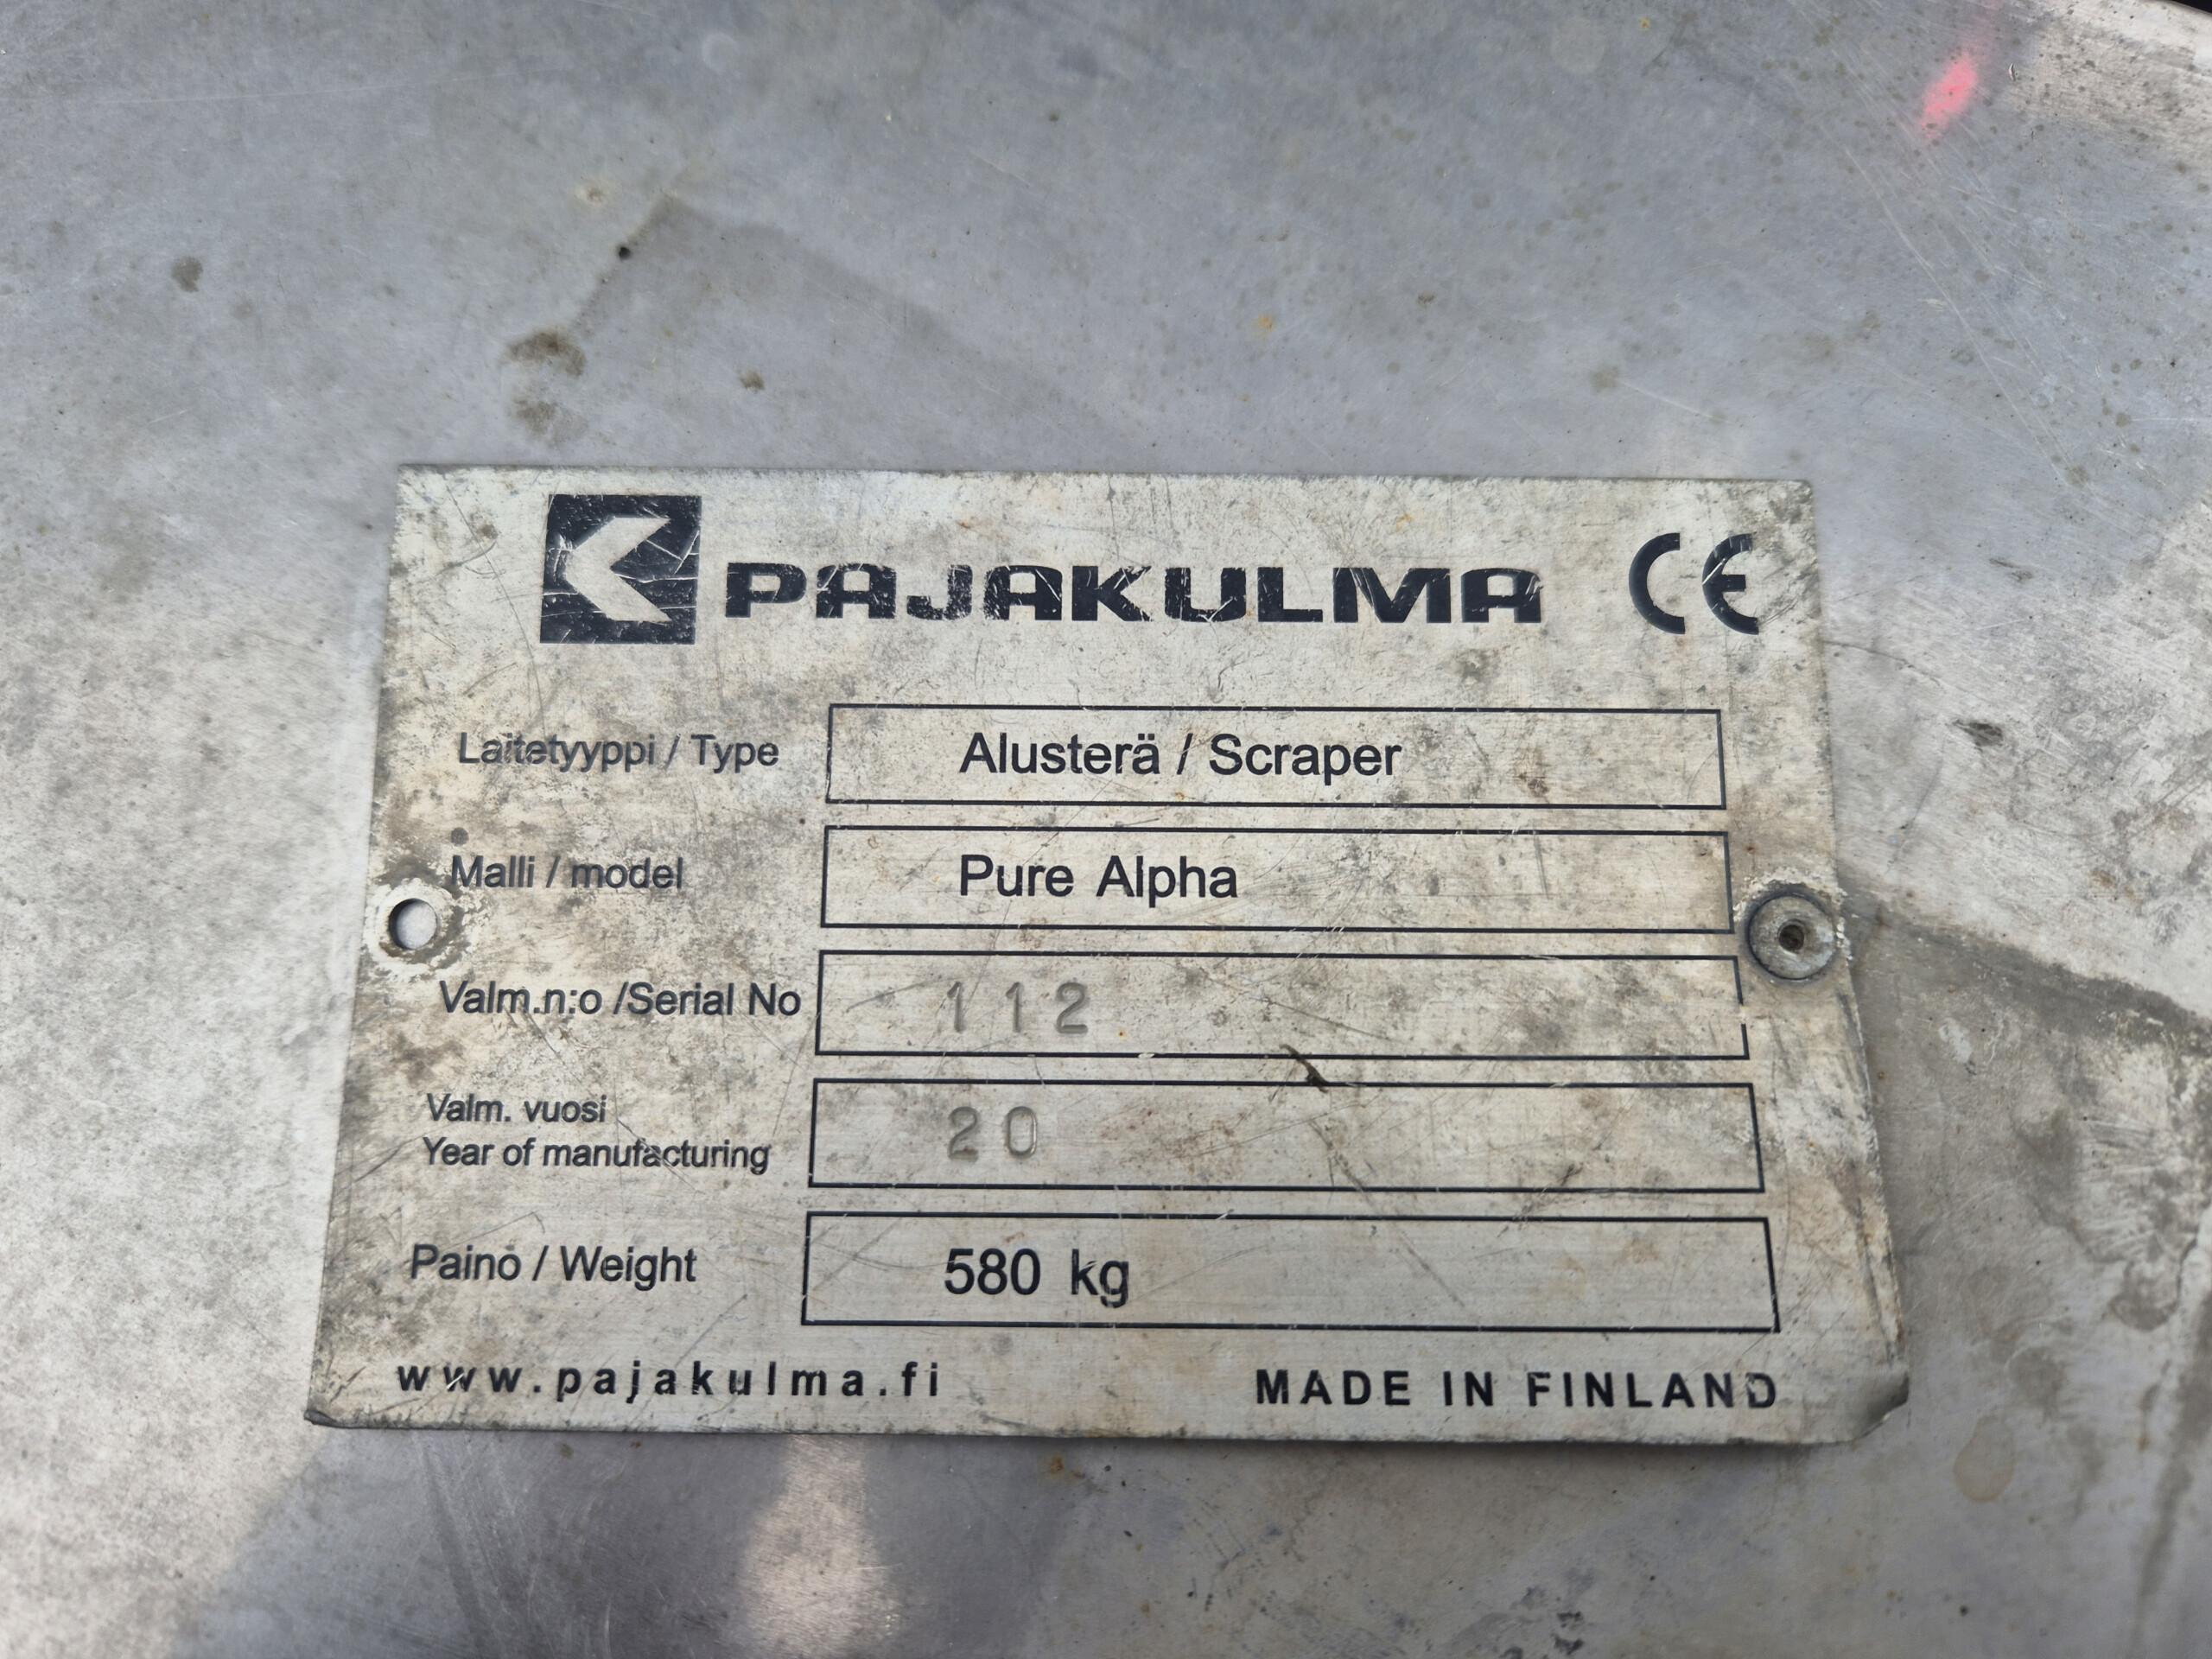 PAJAKULMA CE
Laitetyyppi / Type Alusterä / Scraper
Malli / model Pure Alpha
Valm.n:o /Serial No 112
Valm. vuosi
Year of manufacturing 20
Paino / Weight 580 kg
www.pajakulma.fi MADE IN FINLAND